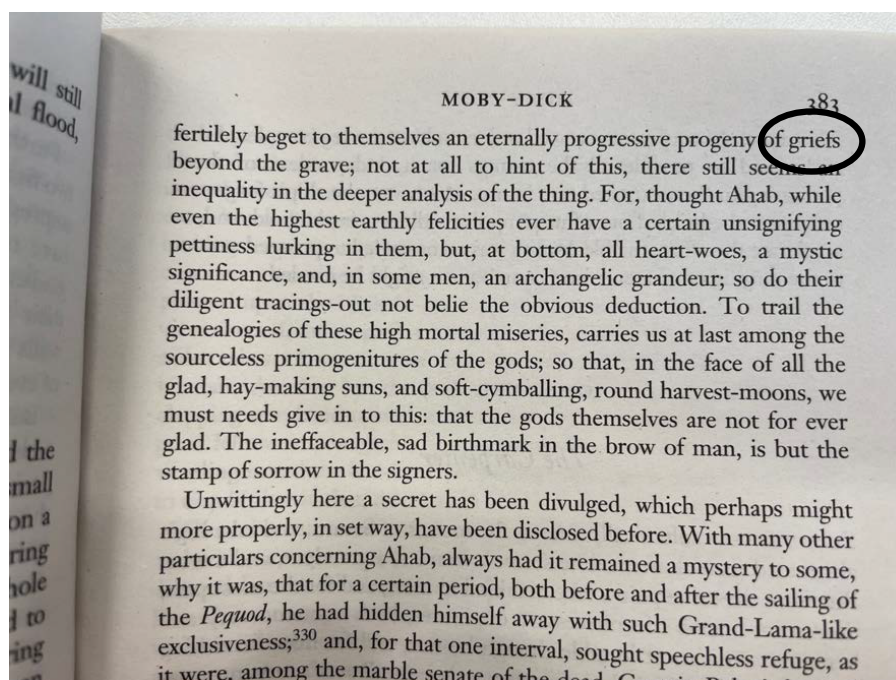 will still
l flood,
MOBY-DICK 383
fertilely beget to themselves an eternally progressive progeny of griefs
beyond the grave; not at all to hint of this, there still seems an
inequality in the deeper analysis of the thing. For, thought Ahab, while
even the highest earthly felicities ever have a certain unsignifying
pettiness lurking in them, but, at bottom, all heart-woes, a mystic
significance, and, in some men, an archangelic grandeur; so do their
diligent tracings-out not belie the obvious deduction. To trail the
genealogies of these high mortal miseries, carries us at last among the
sourceless primogenitures of the gods; so that, in the face of all the
glad, hay-making suns, and soft-cymballing, round harvest-moons, we
must needs give in to this: that the gods themselves are not for ever
glad. The ineffaceable, sad birthmark in the brow of man, is but the
stamp of sorrow in the signers.
Unwittingly here a secret has been divulged, which perhaps might
more properly, in set way, have been disclosed before. With many other
particulars concerning Ahab, always had it remained a mystery to some,
why it was, that for a certain period, both before and after the sailing of
the Pequod, he had hidden himself away with such Grand-Lama-like
exclusiveness;330 and, for that one interval, sought speechless refuge, as
it were, among the marble senate of the
the
small
on a
ring
hole
to
ing